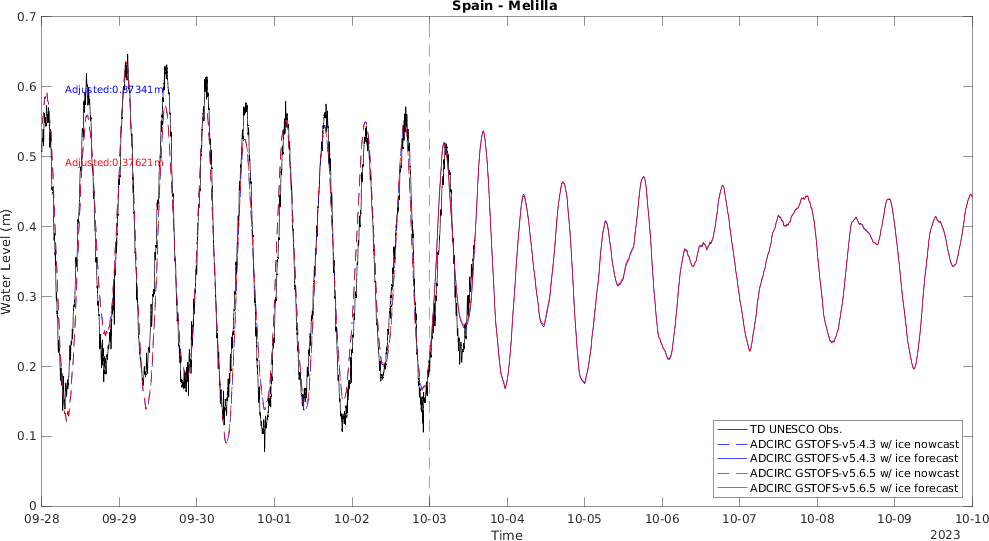 Spain - Melilla
0.7
0.6
0.5
0.4
0.3
0.2
0.1
0
Water Level (m)
Adjusted:0.37341m
Adjusted:0.37621m
TD UNESCO Obs.
ADCIRC GSTOFS-v5.4.3 w/ ice nowcast
ADCIRC GSTOFS-v5.4.3 w/ ice forecast
ADCIRC GSTOFS-v5.6.5 w/ ice nowcast
ADCIRC GSTOFS-v5.6.5 w/ ice forecast
09-28 09-29 09-30 10-01 10-02 10-03 10-04 10-05 10-06 10-07 10-08 10-09 10-10
Time
2023